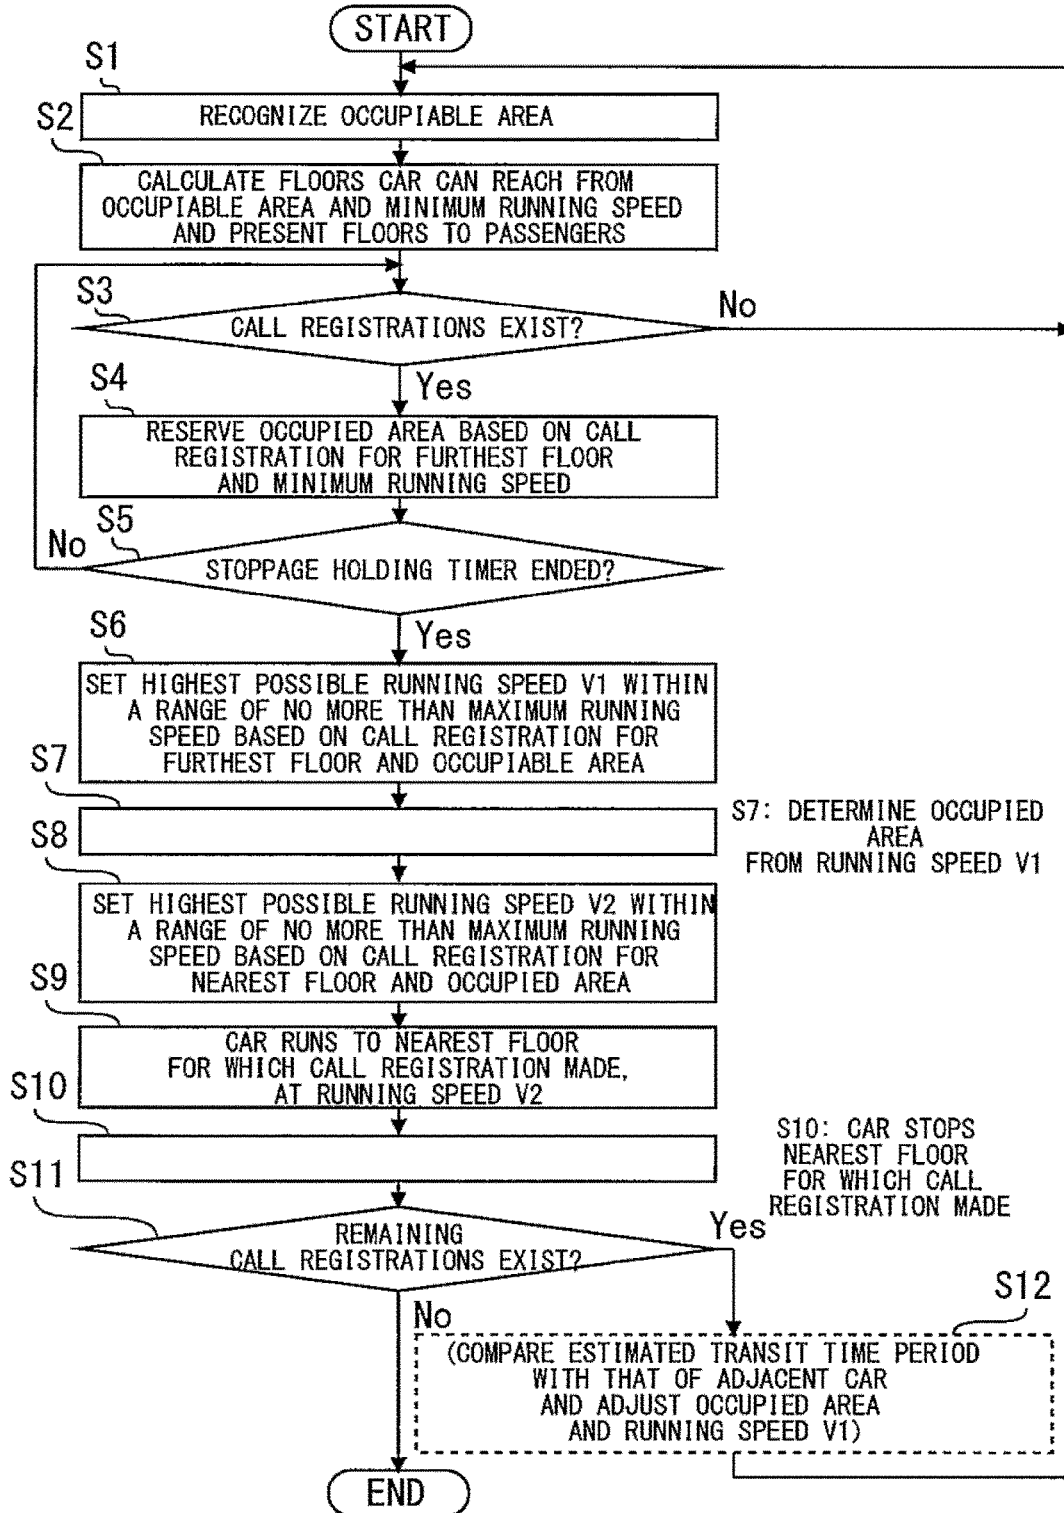 START
S1
RECOGNIZE OCCUPIABLE AREA
S2
CALCULATE FLOORS CAR CAN REACH FROM
OCCUPIABLE AREA AND MINIMUM RUNNING SPEED
AND PRESENT FLOORS TO PASSENGERS
S3
CALL REGISTRATIONS EXIST?
No
Yes
S4
RESERVE OCCUPIED AREA BASED ON CALL
REGISTRATION FOR FURTHEST FLOOR
AND MINIMUM RUNNING SPEED
S5
No
STOPPAGE HOLDING TIMER ENDED?
Yes
S6
SET HIGHEST POSSIBLE RUNNING SPEED V1 WITHIN
A RANGE OF NO MORE THAN MAXIMUM RUNNING
SPEED BASED ON CALL REGISTRATION FOR
FURTHEST FLOOR AND OCCUPIABLE AREA
S7
S7: DETERMINE OCCUPIED
AREA
FROM RUNNING SPEED V1
S8
SET HIGHEST POSSIBLE RUNNING SPEED V2 WITHIN
A RANGE OF NO MORE THAN MAXIMUM RUNNING
SPEED BASED ON CALL REGISTRATION FOR
NEAREST FLOOR AND OCCUPIED AREA
S9
CAR RUNS TO NEAREST FLOOR
FOR WHICH CALL REGISTRATION MADE,
AT RUNNING SPEED V2
S10
S10: CAR STOPS
NEAREST FLOOR
FOR WHICH CALL
REGISTRATION MADE
S11
REMAINING
CALL REGISTRATIONS EXIST?
Yes
No
S12
(COMPARE ESTIMATED TRANSIT TIME PERIOD
WITH THAT OF ADJACENT CAR
AND ADJUST OCCUPIED AREA
AND RUNNING SPEED V1)
END